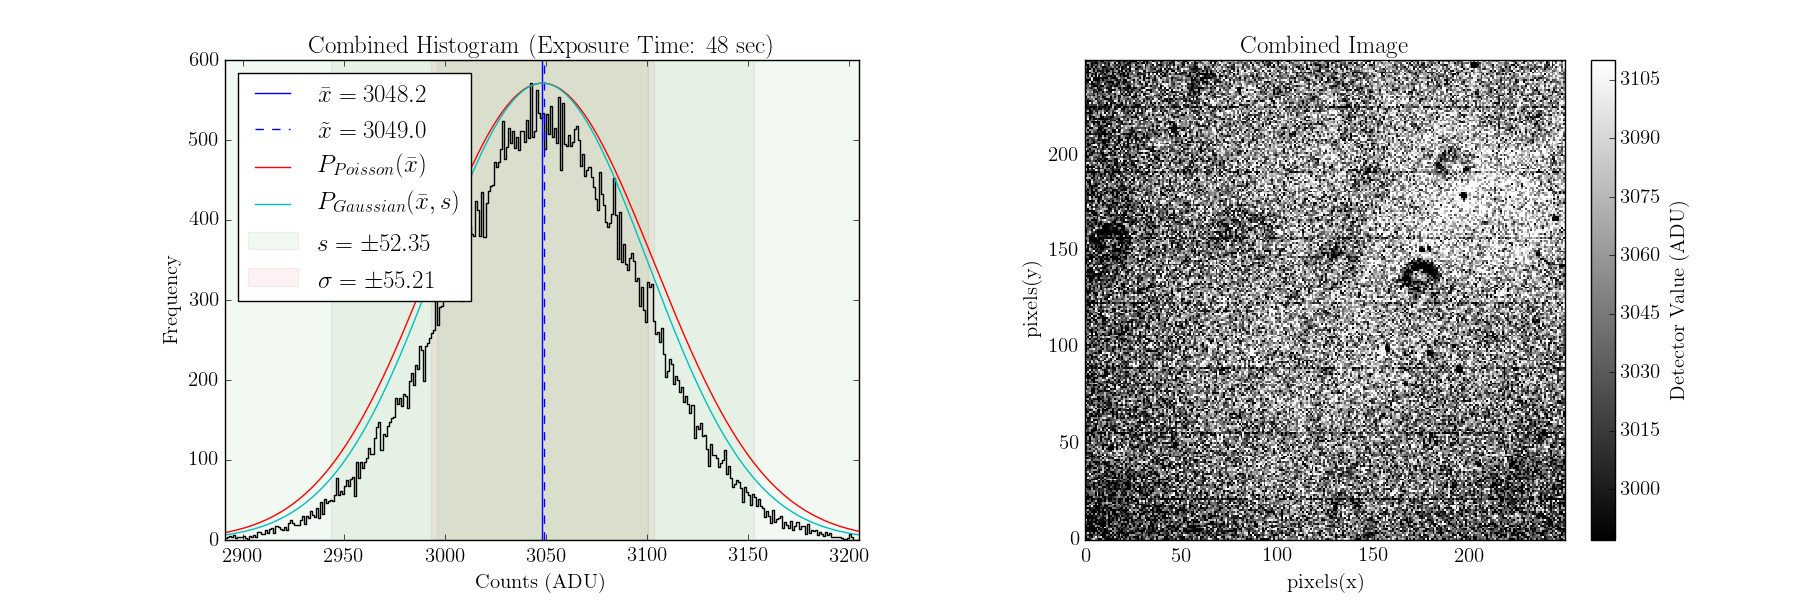 Combined Histogram (Exposure Time: 48 sec)
600
500
400
300
200
100
0
Frequency
x̄ = 3048.2
x̃ = 3049.0
P_Poisson(x̄)
P_Gaussian(x̄, s)
s = ±52.35
σ = ±55.21
2900 2950 3000 3050 3100 3150 3200
Counts (ADU)
Combined Image
200
150
100
50
0
pixels(y)
0 50 100 150 200
pixels(x)
3105
3090
3075
3060
3045
3030
3015
3000
Detector Value (ADU)